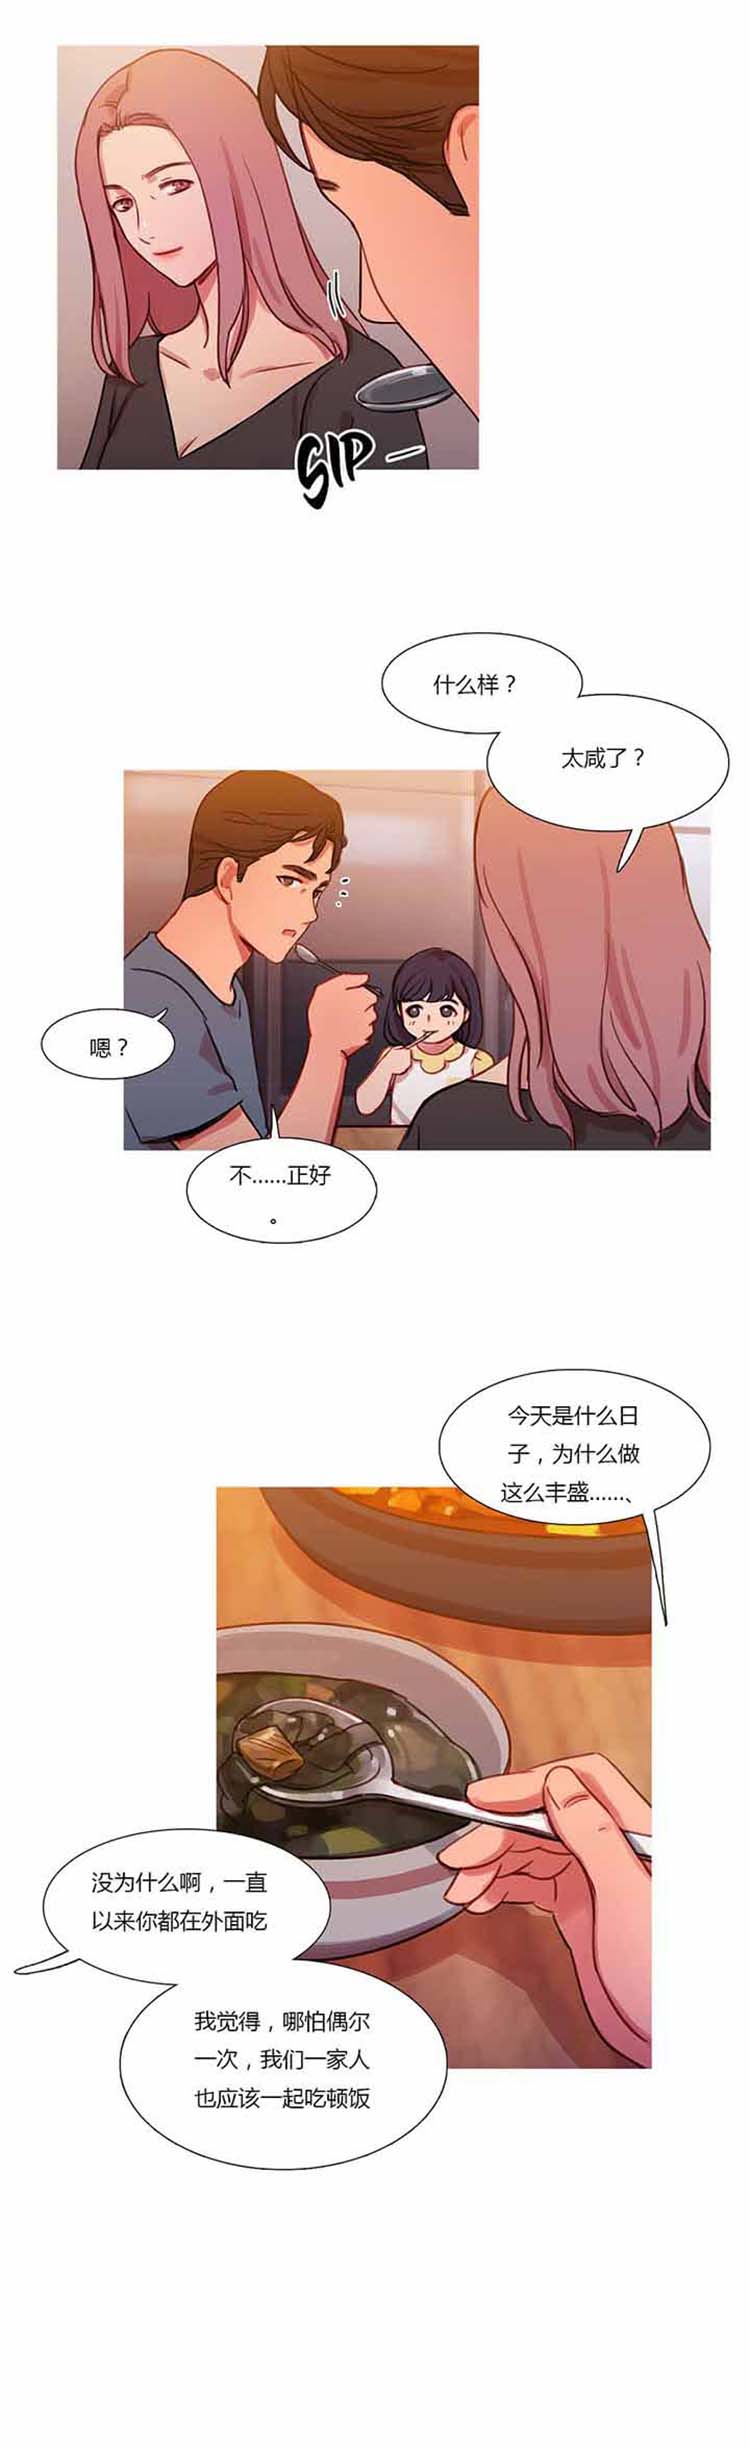 SIP
什么样？
太咸了？
嗯？
不……正好
。
今天是什么日
子，为什么做
这么丰盛……、
没为什么啊，一直
以来你都在外面吃
我觉得，哪怕偶尔
一次，我们一家人
也应该一起吃顿饭